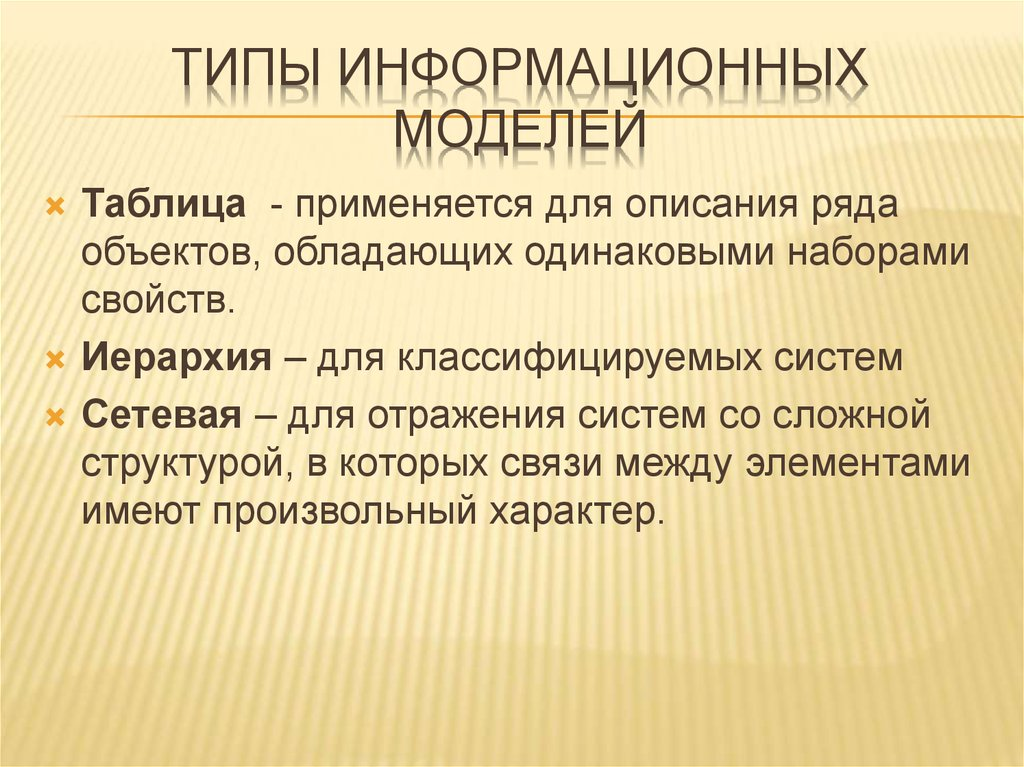 ТИПЫ ИНФОРМАЦИОННЫХ
МОДЕЛЕЙ
Таблица - применяется для описания ряда
объектов, обладающих одинаковыми наборами
свойств.
Иерархия – для классифицируемых систем
Сетевая – для отражения систем со сложной
структурой, в которых связи между элементами
имеют произвольный характер.